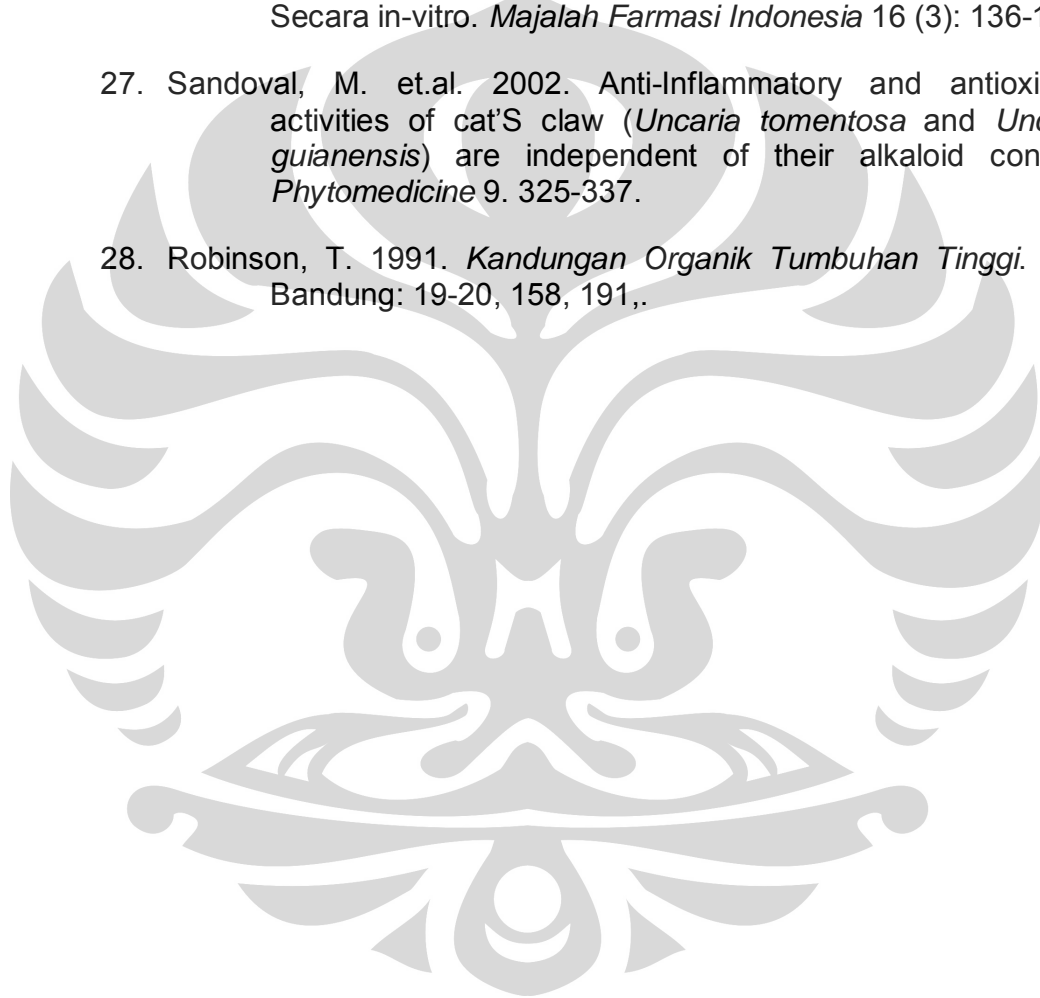 Secara in-vitro. Majalah Farmasi Indonesia 16 (3): 136-1
27. Sandoval, M. et.al. 2002. Anti-Inflammatory and antioxi
activities of cat'S claw (Uncaria tomentosa and Unc
guianensis) are independent of their alkaloid con
Phytomedicine 9. 325-337.
28. Robinson, T. 1991. Kandungan Organik Tumbuhan Tinggi.
Bandung: 19-20, 158, 191,.